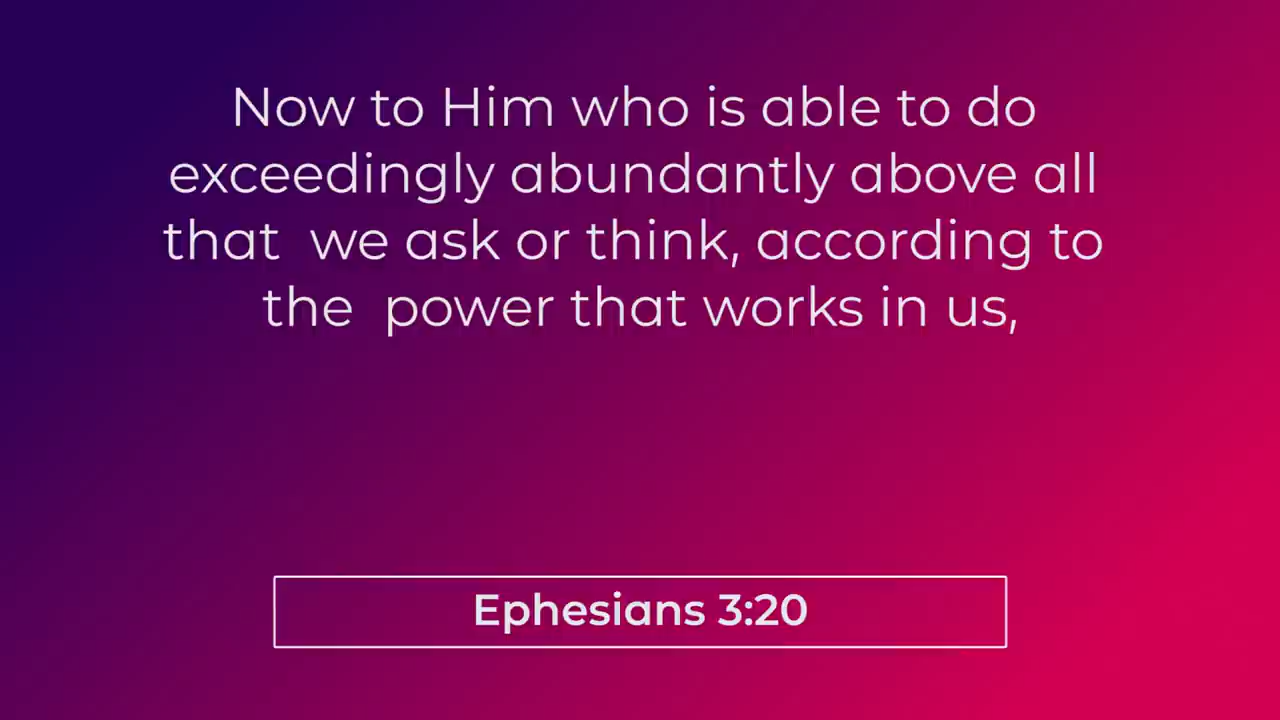 Now to Him who is able to do
exceedingly abundantly above all
that  we ask or think, according to
the  power that works in us,
Ephesians 3:20